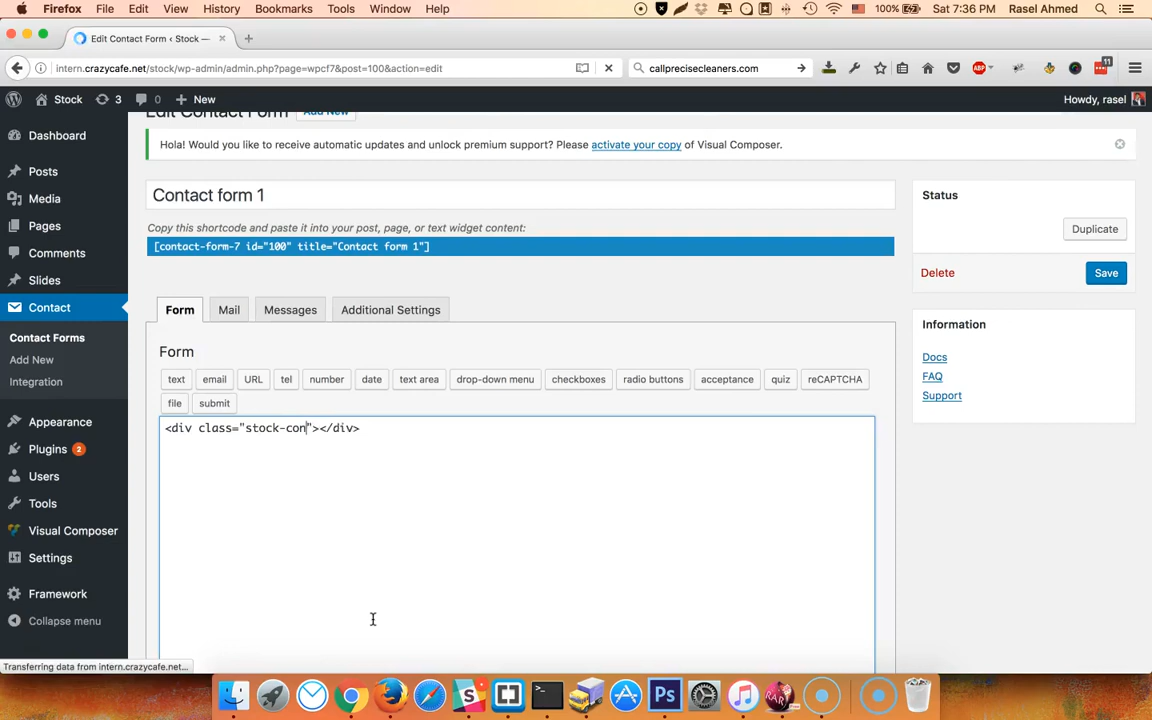 Firefox File Edit View History Bookmarks Tools Window Help 100% Sat 7:36 PM Rasel Ahmed
Edit Contact Form ‹ Stock —
intern.crazycafe.net/stock/wp-admin/admin.php?page=wpcf7&post=100&action=edit
callprecisecleaners.com
ABP
11
Stock 3 0 New
Howdy, rasel
Edit Contact Form Add New
Dashboard
Posts
Media
Pages
Comments
Slides
Contact
Contact Forms
Add New
Integration
Appearance
Plugins 2
Users
Tools
Visual Composer
Settings
Framework
Collapse menu
Hola! Would you like to receive automatic updates and unlock premium support? Please activate your copy of Visual Composer.
Contact form 1
Copy this shortcode and paste it into your post, page, or text widget content:
[contact-form-7 id="100" title="Contact form 1"]
Form Mail Messages Additional Settings
Form
text email URL tel number date text area drop-down menu checkboxes radio buttons acceptance quiz reCAPTCHA
file submit
<div class="stock-con"></div>
Status
Duplicate
Delete Save
Information
Docs
FAQ
Support
Transferring data from intern.crazycafe.net...